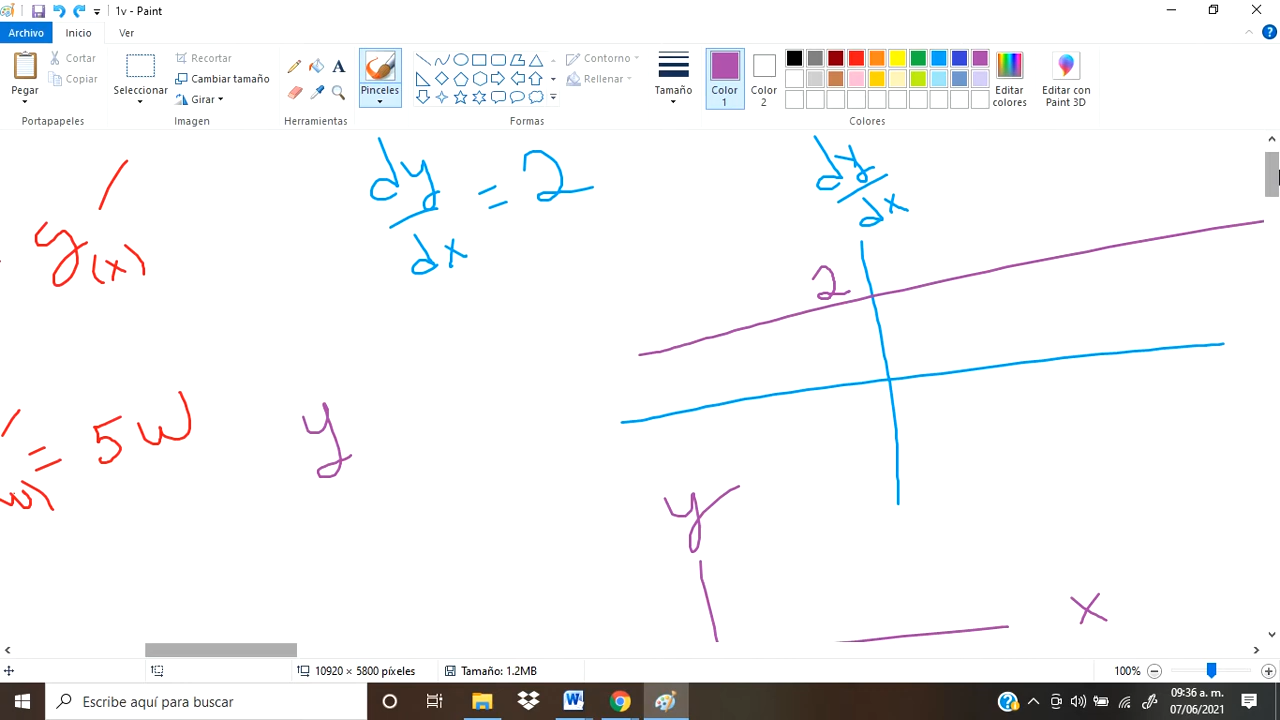 1v - Paint
Archivo Inicio Ver
Pegar
Cortar
Copiar
Portapapeles
Seleccionar
Recortar
Cambiar tamaño
Girar
Imagen
A
Herramientas
Pinceles
Contorno
Rellenar
Formas
Tamaño
Color 1
Color 2
Editar colores
Editar con Paint 3D
Colores
y'(x)
dy/dx = 2
dy/dx
2
' (w) = 5w
y
y
x
10920 × 5800 píxeles
Tamaño: 1.2MB
100%
Escribe aquí para buscar
09:36 a. m.
07/06/2021